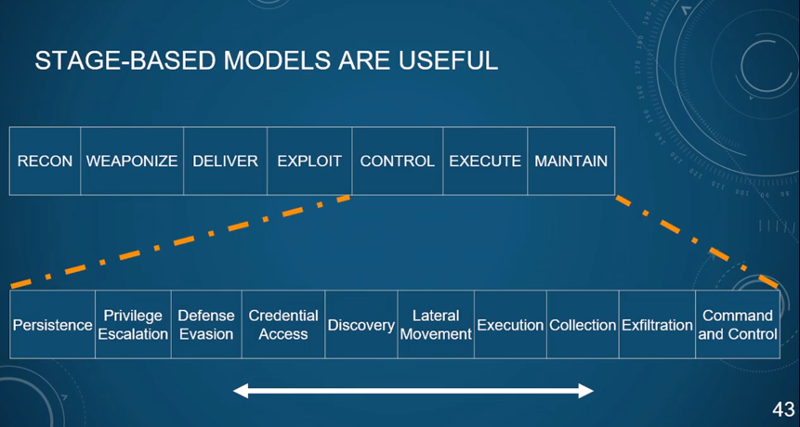 STAGE-BASED MODELS ARE USEFUL
RECON WEAPONIZE DELIVER EXPLOIT CONTROL EXECUTE MAINTAIN
Persistence
Privilege
Escalation
Defense
Evasion
Credential
Access
Discovery
Lateral
Movement
Execution
Collection
Exfiltration
Command
and Control
43